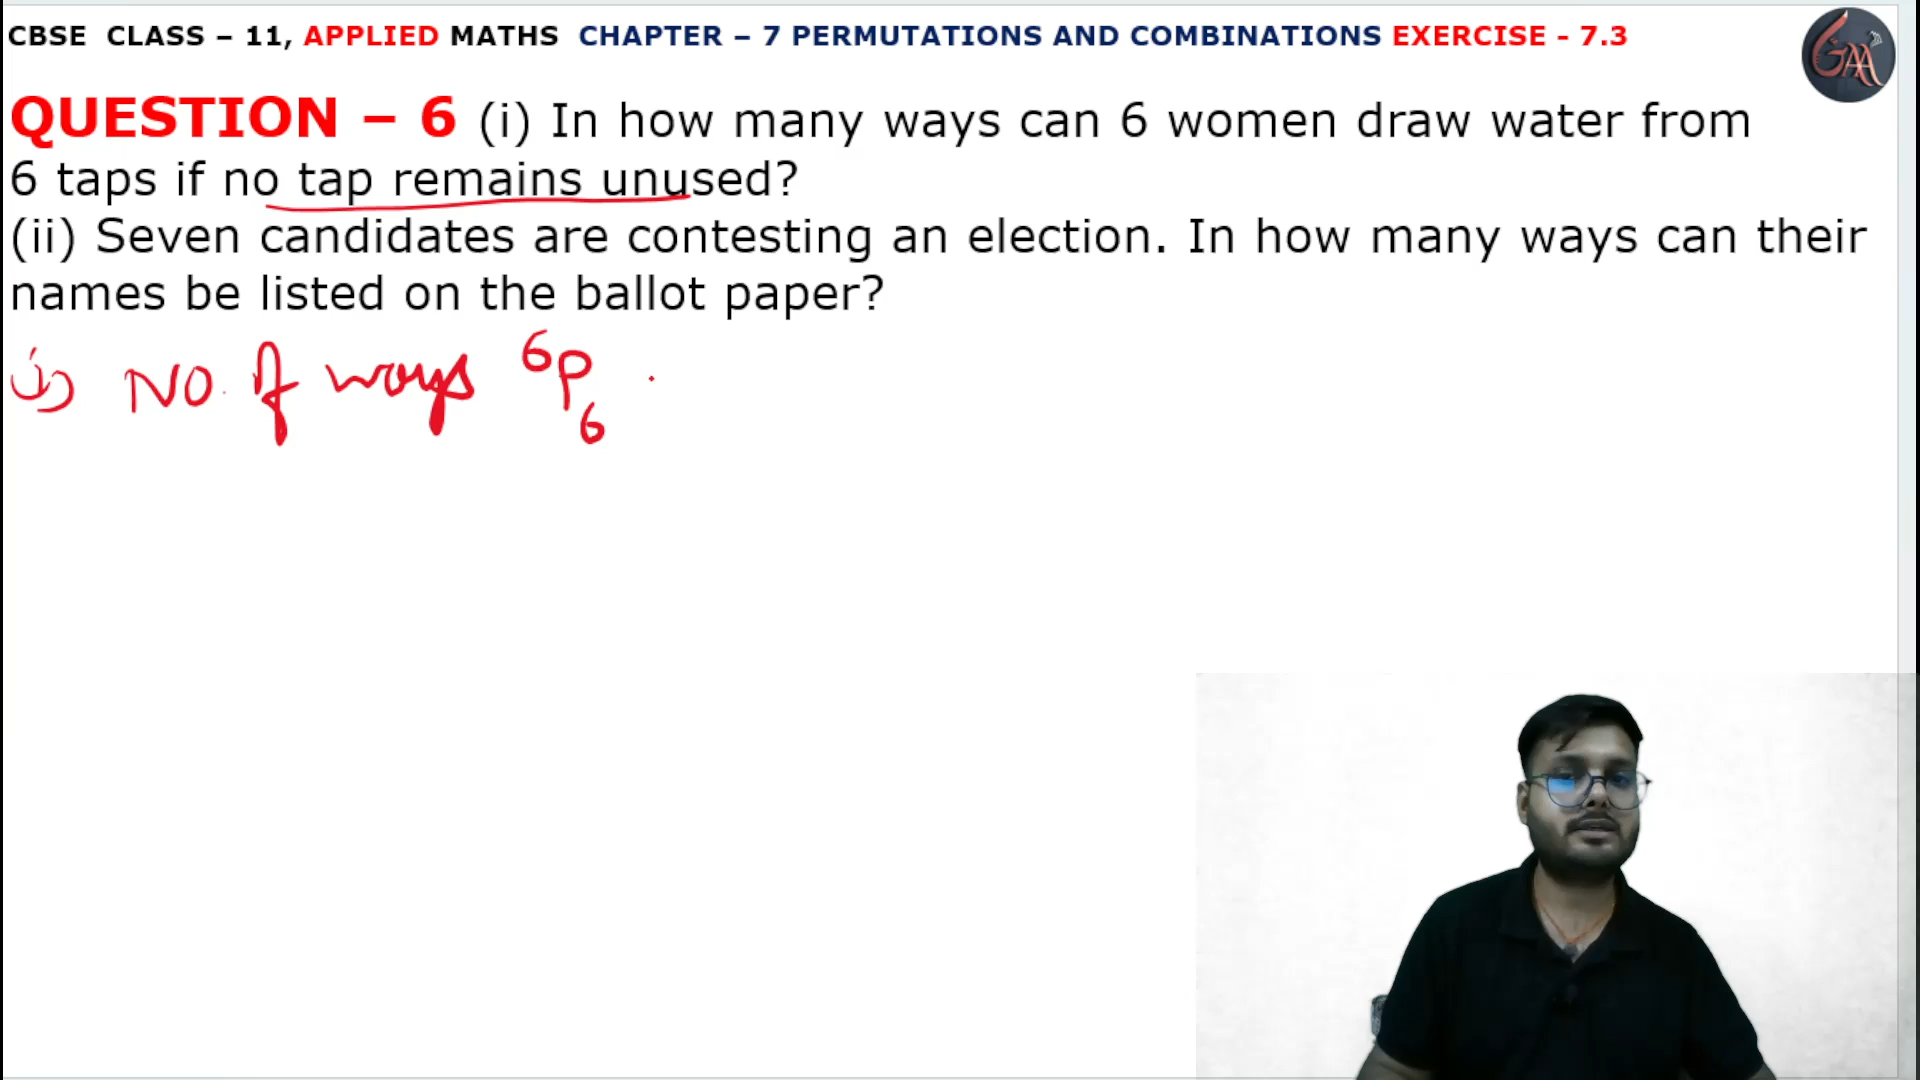 CBSE CLASS – 11, APPLIED MATHS CHAPTER – 7 PERMUTATIONS AND COMBINATIONS EXERCISE - 7.3
QUESTION – 6 (i) In how many ways can 6 women draw water from
6 taps if no tap remains unused?
(ii) Seven candidates are contesting an election. In how many ways can their
names be listed on the ballot paper?
(i) NO. of ways ⁶P₆
GAA